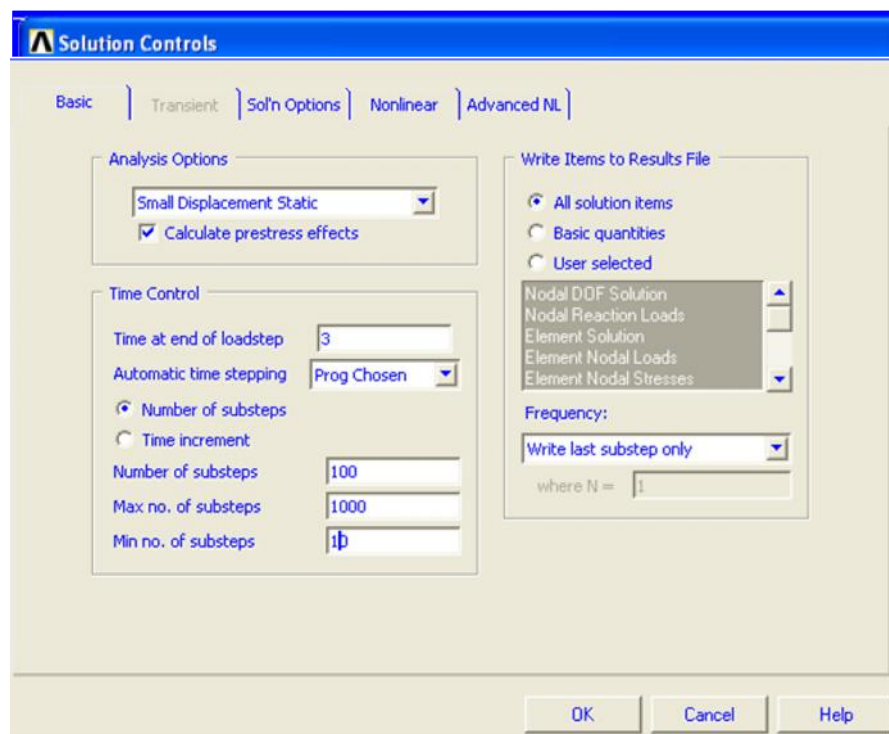 Solution Controls
Basic
Transient
Sol'n Options
Nonlinear
Advanced NL
Analysis Options
Small Displacement Static
Calculate prestress effects
Time Control
Time at end of loadstep 3
Automatic time stepping Prog Chosen
Number of substeps
Time increment
Number of substeps 100
Max no. of substeps 1000
Min no. of substeps 10
Write Items to Results File
All solution items
Basic quantities
User selected
Nodal DOF Solution
Nodal Reaction Loads
Element Solution
Element Nodal Loads
Element Nodal Stresses
Frequency:
Write last substep only
where N = 1
OK
Cancel
Help